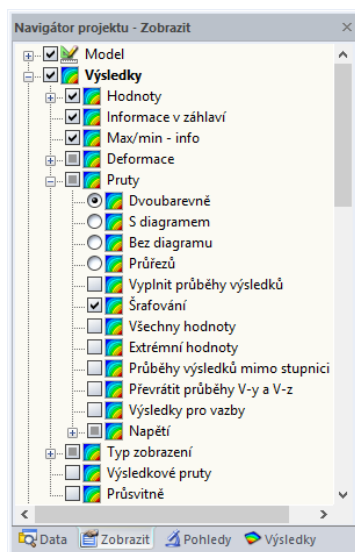 Navigátor projektu - Zobrazit
Model
Výsledky
Hodnoty
Informace v záhlaví
Max/min - info
Deformace
Pruty
Dvoubarevně
S diagramem
Bez diagramu
Průřezů
Vyplnit průběhy výsledků
Šrafování
Všechny hodnoty
Extrémní hodnoty
Průběhy výsledků mimo stupnici
Převrátit průběhy V-y a V-z
Výsledky pro vazby
Napětí
Typ zobrazení
Výsledkové pruty
Průsvitně
Data Zobrazit Pohledy Výsledky